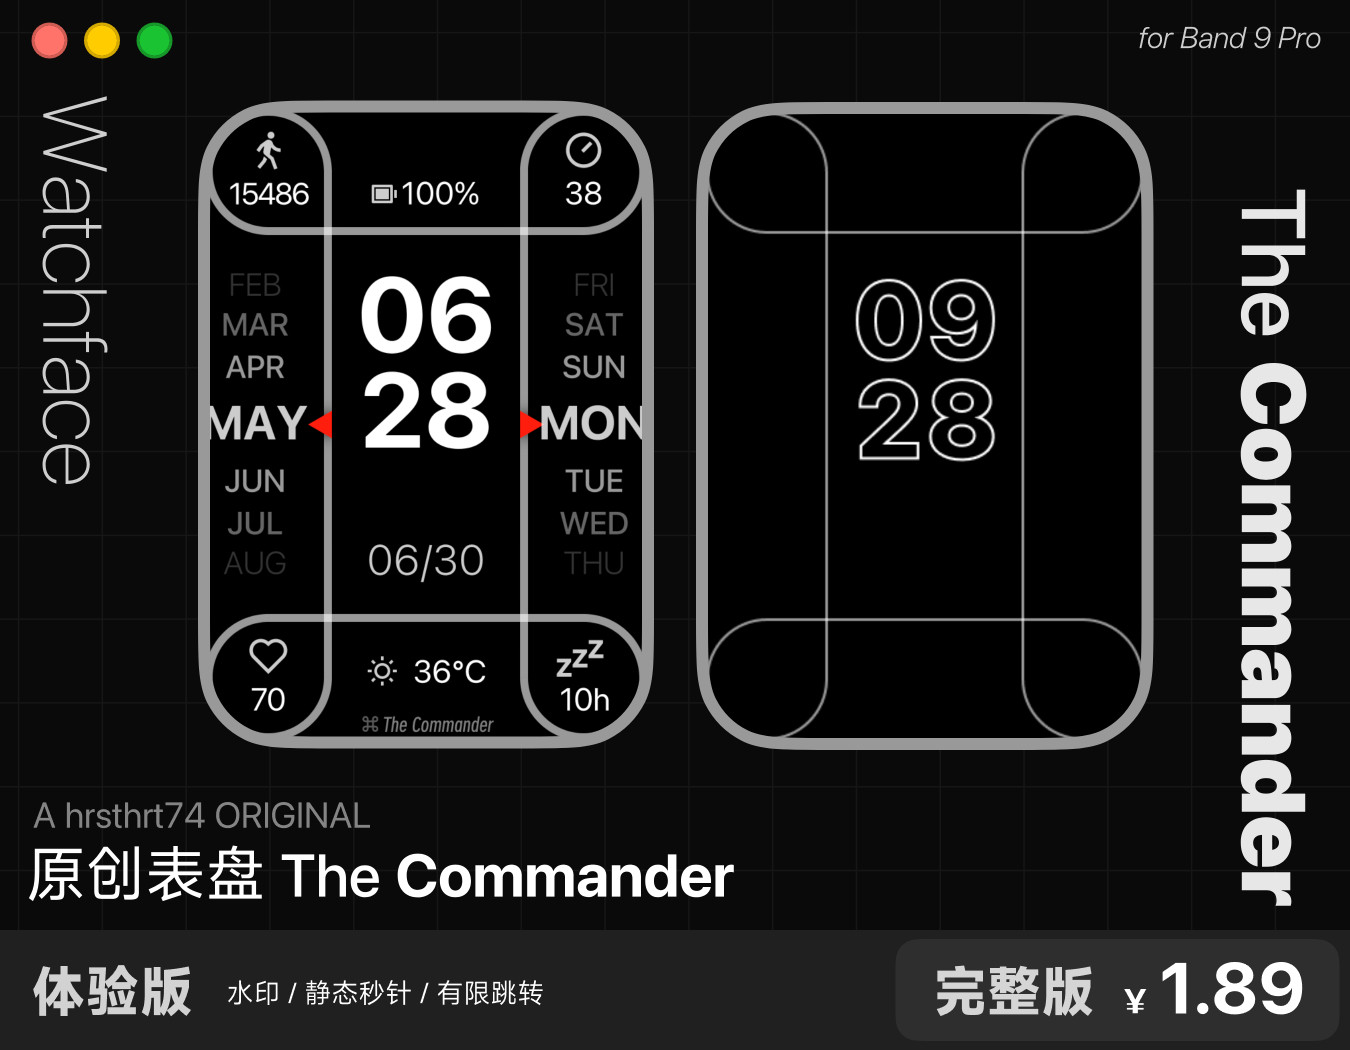 for Band 9 Pro
Watchface
15486
100%
38
FEB
MAR
APR
MAY
JUN
JUL
AUG
06
28
06/30
FRI
SAT
SUN
MON
TUE
WED
THU
70
36°C
zzz
10h
⌘ The Commander
09
28
The Commander
A hrsthrt74 ORIGINAL
原创表盘 The Commander
体验版 水印 / 静态秒针 / 有限跳转
完整版 ¥ 1.89